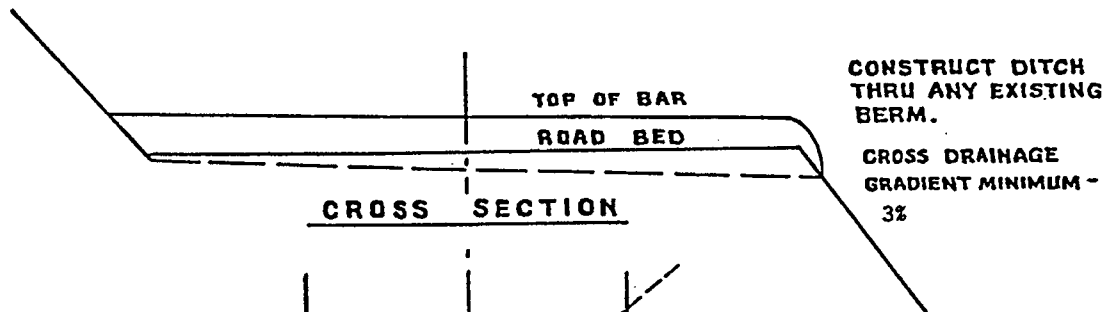 TOP OF BAR
ROAD BED
CROSS SECTION
CONSTRUCT DITCH
THRU ANY EXISTING
BERM.
CROSS DRAINAGE
GRADIENT MINIMUM -
3%